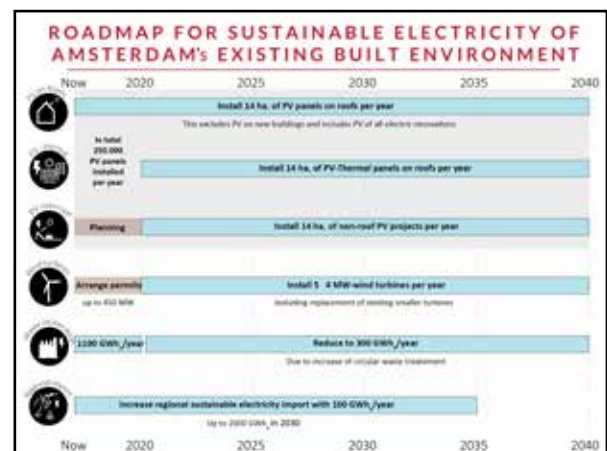 ROADMAP FOR SUSTAINABLE ELECTRICITY OF
AMSTERDAM's EXISTING BUILT ENVIRONMENT
Now 2020 2025 2030 2035 2040
Install 14 ha. of PV panels on roofs per year
This excludes PV on new buildings and includes PV of all-electric renovations
In total
250.000
PV panels
installed
per year
Install 14 ha. of PV-Thermal panels on roofs per year
Planning
Install 14 ha. of non-roof PV projects per year
Arrange permits
Install 5 4 MW-wind turbines per year
up to 450 MW
Including replacement of existing smaller turbines
1100 GWhe/year
Reduce to 300 GWhe/year
Due to increase of circular waste treatement
Increase regional sustainable electricity import with 100 GWhe/year
Up to 2000 GWhe in 2030
Now 2020 2025 2030 2035 2040